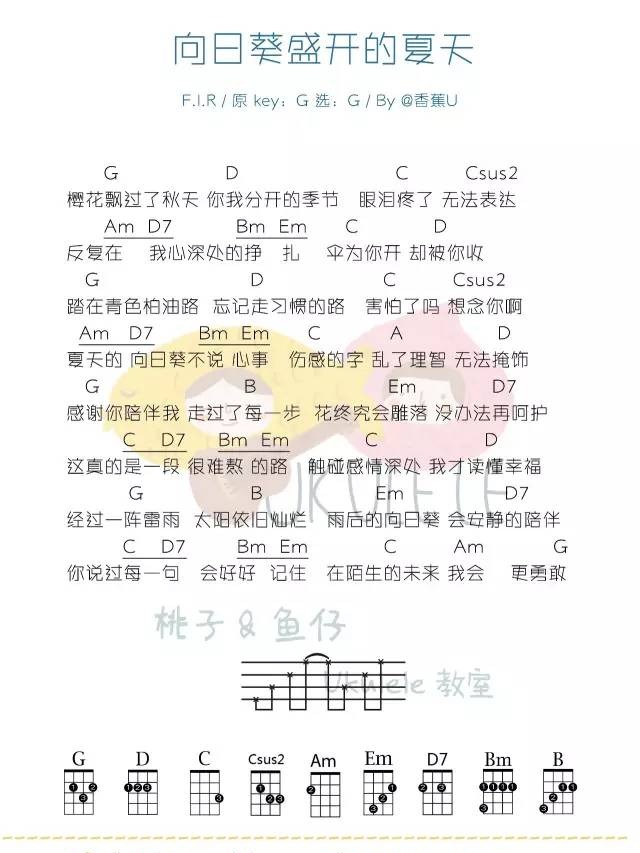 向日葵盛开的夏天
F.I.R / 原 key：G 选：G / By @香蕉U
G D C Csus2
樱花飘过了秋天 你我分开的季节 眼泪疼了 无法表达
Am D7 Bm Em C D
反复在 我心深处的挣 扎 伞为你开 却被你收
G D C Csus2
踏在青色柏油路 忘记走习惯的路 害怕了吗 想念你啊
Am D7 Bm Em C A D
夏天的 向日葵不说 心事 伤感的字 乱了理智 无法掩饰
G B Em D7
感谢你陪伴我 走过了每一步 花终究会雕落 没办法再呵护
C D7 Bm Em C D
这真的是一段 很难熬 的路 触碰感情深处 我才读懂幸福
UKULELE
G B Em D7
经过一阵雷雨 太阳依旧灿烂 雨后的向日葵 会安静的陪伴
C D7 Bm Em C Am G
你说过每一句 会好好 记住 在陌生的未来 我会 更勇敢
桃子 & 鱼仔
Ukulele 教室
G D C Csus2 Am Em D7 Bm B